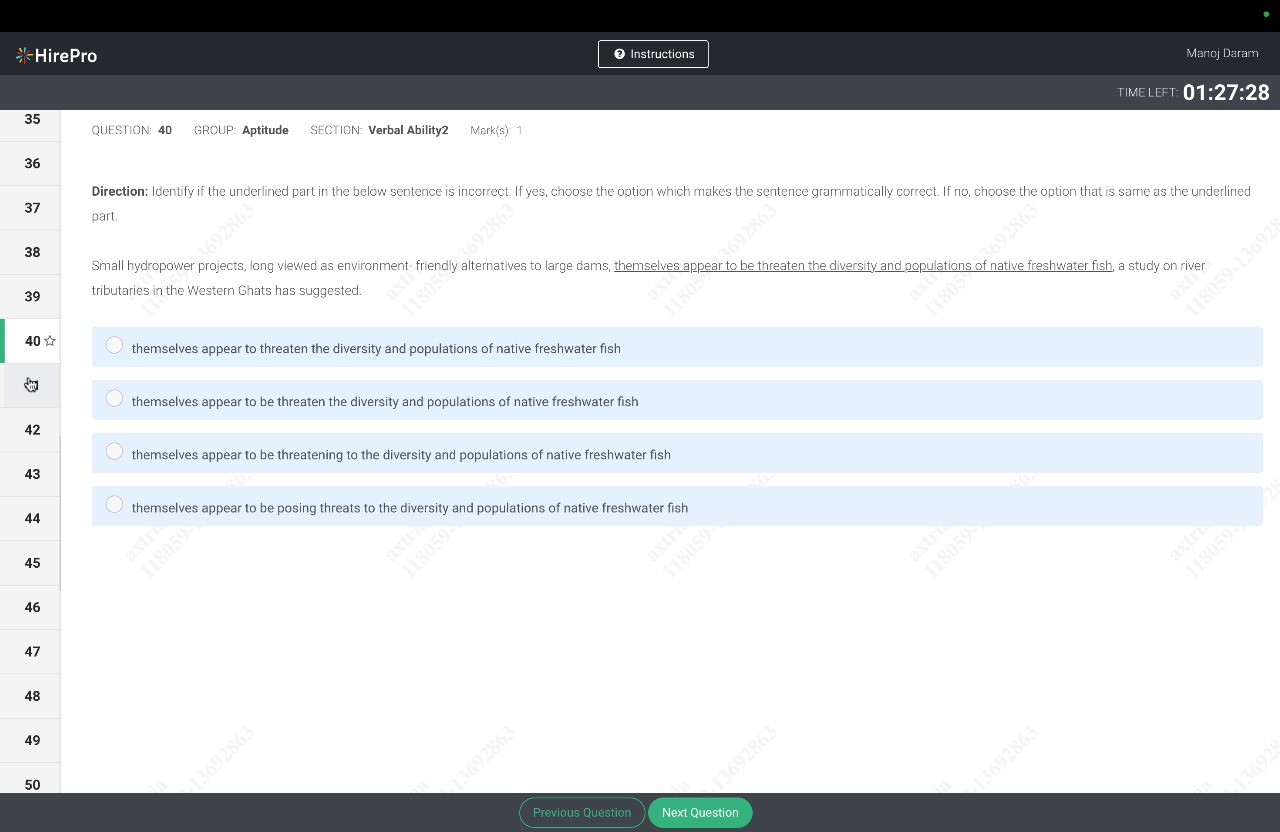 HirePro
Instructions
Manoj Daram
TIME LEFT: 01:27:28
35
36
37
38
39
40
42
43
44
45
46
47
48
49
50
QUESTION: 40 GROUP: Aptitude SECTION: Verbal Ability2 Mark(s): 1
Direction: Identify if the underlined part in the below sentence is incorrect. If yes, choose the option which makes the sentence grammatically correct. If no, choose the option that is same as the underlined
part.
Small hydropower projects, long viewed as environment- friendly alternatives to large dams, themselves appear to be threaten the diversity and populations of native freshwater fish, a study on river
tributaries in the Western Ghats has suggested.
themselves appear to threaten the diversity and populations of native freshwater fish
themselves appear to be threaten the diversity and populations of native freshwater fish
themselves appear to be threatening to the diversity and populations of native freshwater fish
themselves appear to be posing threats to the diversity and populations of native freshwater fish
Previous Question
Next Question